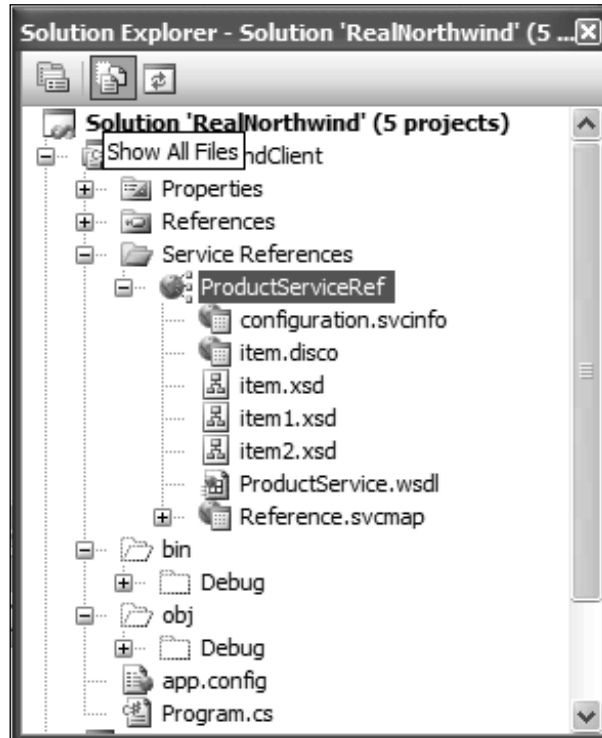 Solution Explorer - Solution 'RealNorthwind' (5 ...
Solution 'RealNorthwind' (5 projects)
Show All Files
ndClient
Properties
References
Service References
ProductServiceRef
configuration.svcinfo
item.disco
item.xsd
item1.xsd
item2.xsd
ProductService.wsdl
Reference.svcmap
bin
Debug
obj
Debug
app.config
Program.cs